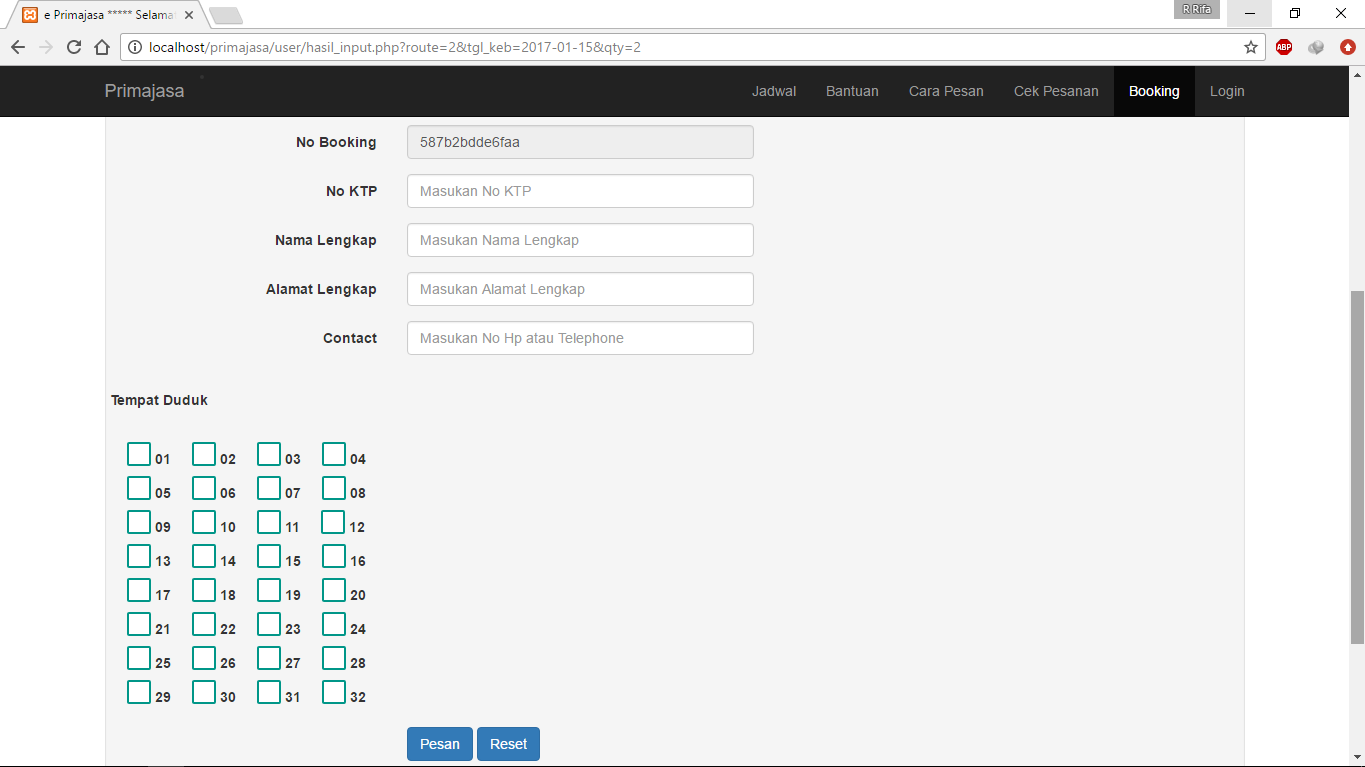 R Rifa
e Primajasa ***** Selama
localhost/primajasa/user/hasil_input.php?route=2&tgl_keb=2017-01-15&qty=2
ABP
Primajasa Jadwal Bantuan Cara Pesan Cek Pesanan Booking Login
No Booking 587b2bdde6faa
No KTP Masukan No KTP
Nama Lengkap Masukan Nama Lengkap
Alamat Lengkap Masukan Alamat Lengkap
Contact Masukan No Hp atau Telephone
Tempat Duduk
01 02 03 04
05 06 07 08
09 10 11 12
13 14 15 16
17 18 19 20
21 22 23 24
25 26 27 28
29 30 31 32
Pesan Reset